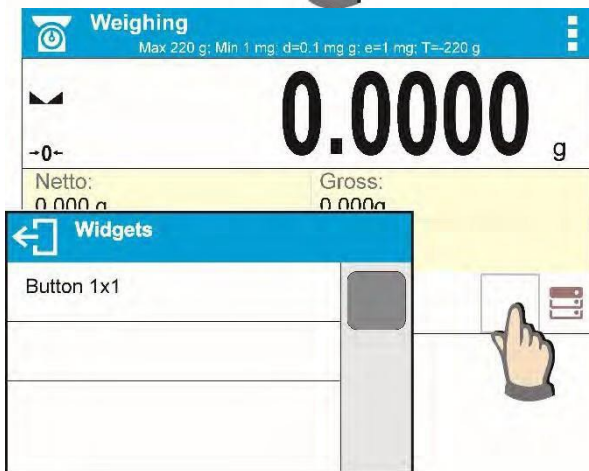 Weighing
Max 220 g; Min 1 mg; d=0.1 mg g; e=1 mg; T=-220 g
0.0000 g
→0←
Netto: Gross:
0.000 g 0.000g
Widgets
Button 1x1